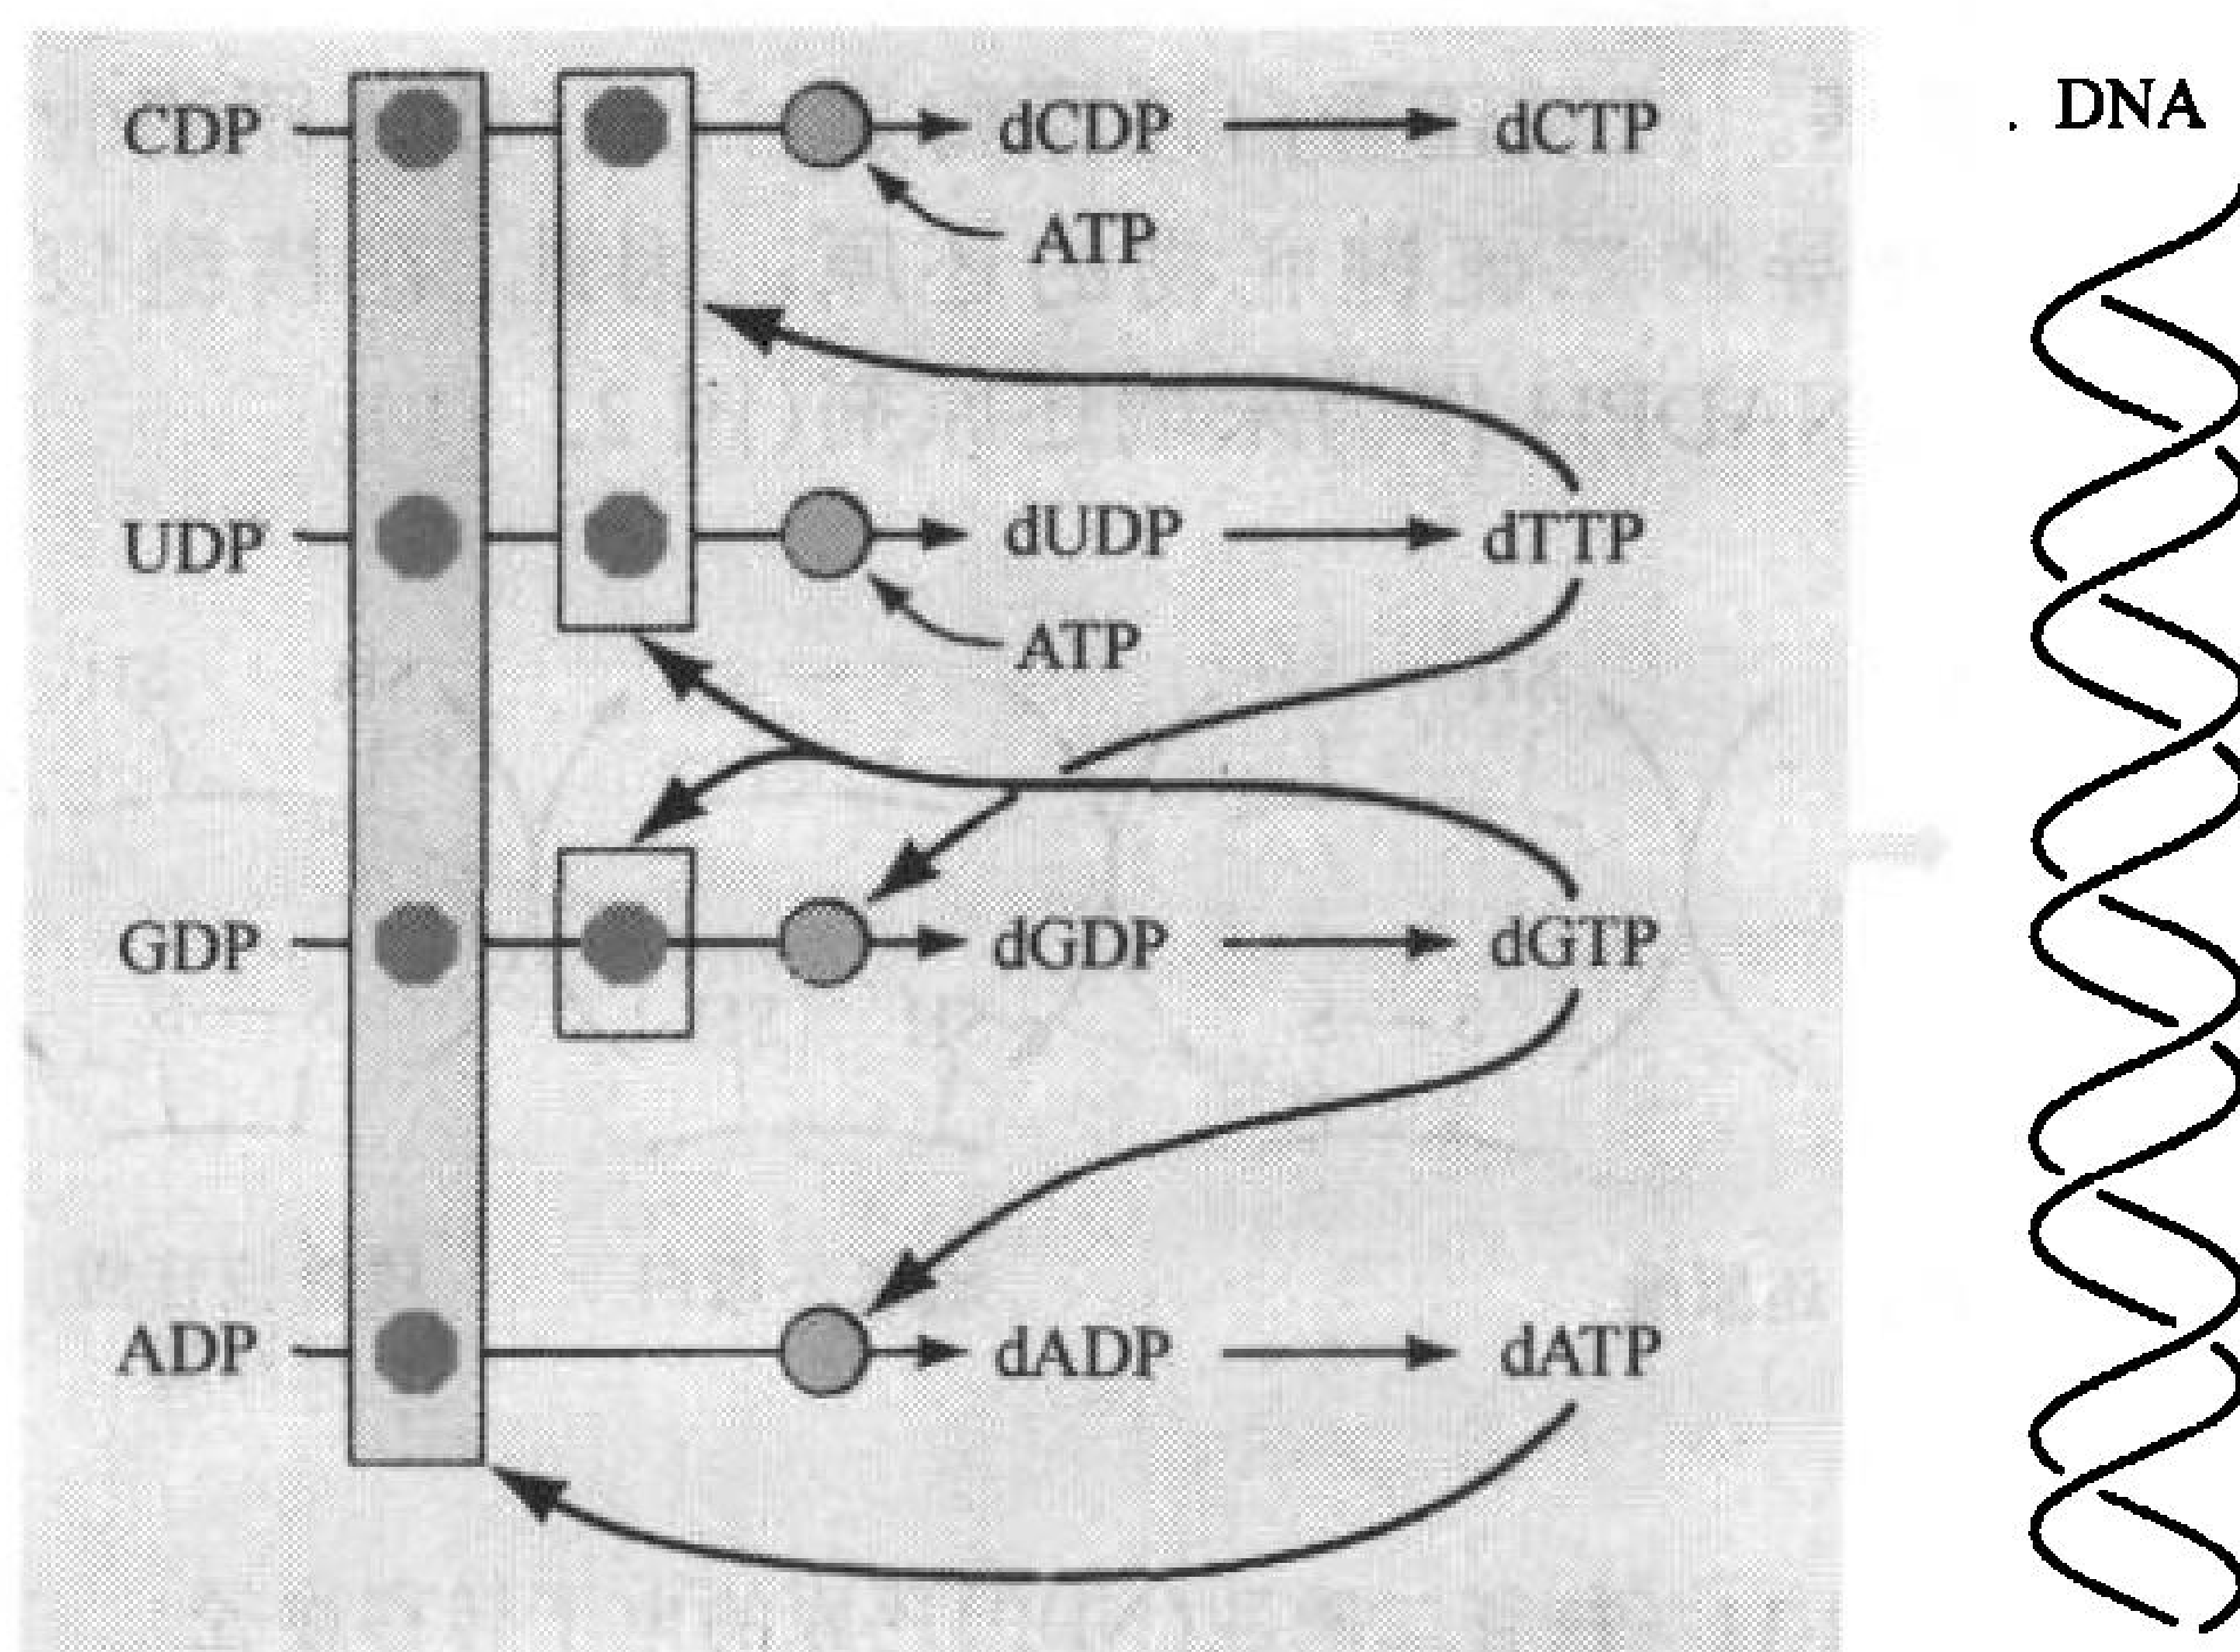 CDP dCDP dCTP . DNA
ATP
UDP dUDP dTTP
ATP
GDP dGDP dGTP
ADP dADP dATP